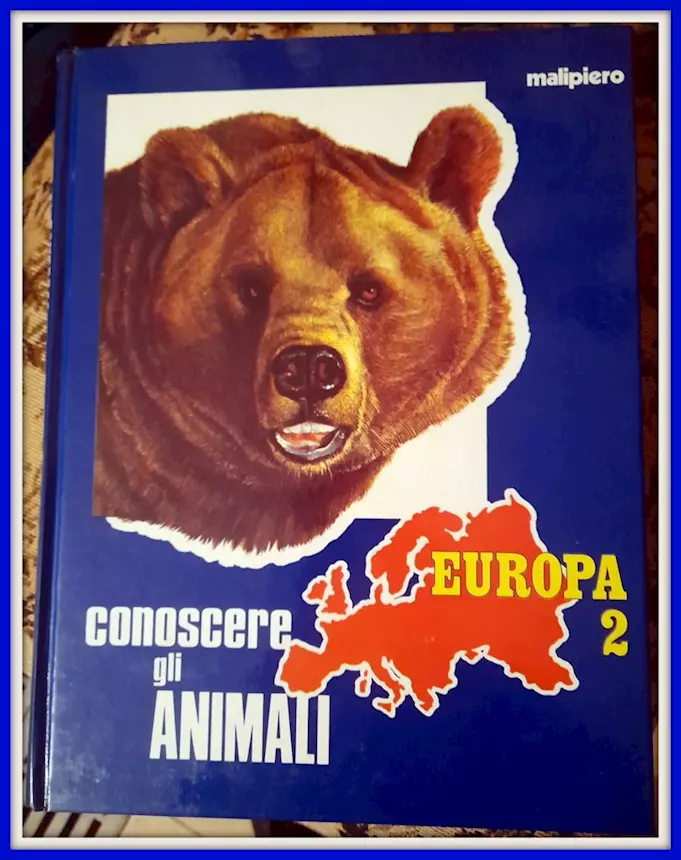 malipiero
EUROPA
2
conoscere
gli
ANIMALI